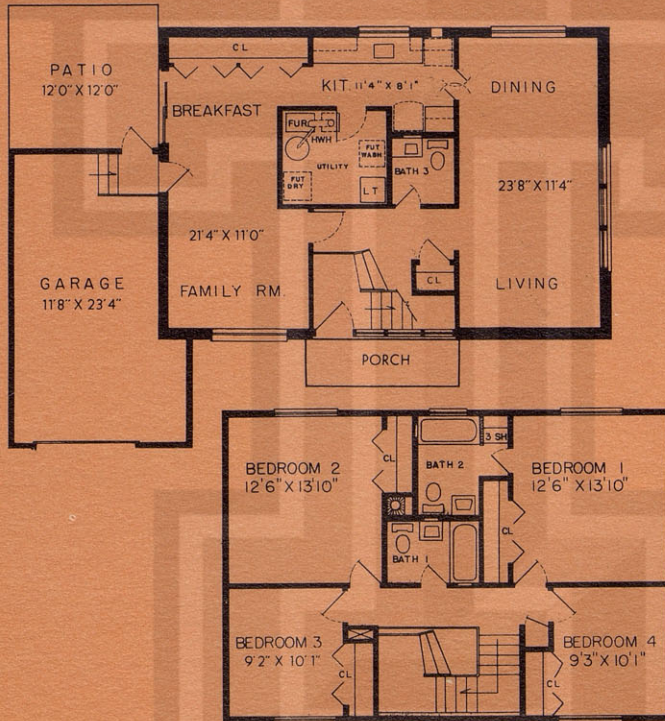 PATIO
12'0" X 12'0"
CL
KIT. 11'4" X 8'1"
DINING
BREAKFAST
FUR
HWH
UTILITY
FUT
WASH
FUT
DRY
LT
BATH 3
23'8" X 11'4"
21'4" X 11'0"
GARAGE
11'8" X 23'4"
FAMILY RM.
CL
LIVING
PORCH
BEDROOM 2
12'6" X 13'10"
CL
BATH 2
3 SH
BEDROOM 1
12'6" X 13'10"
CL
BATH 1
BEDROOM 3
9'2" X 10'1"
CL
BEDROOM 4
9'3" X 10'1"
CL